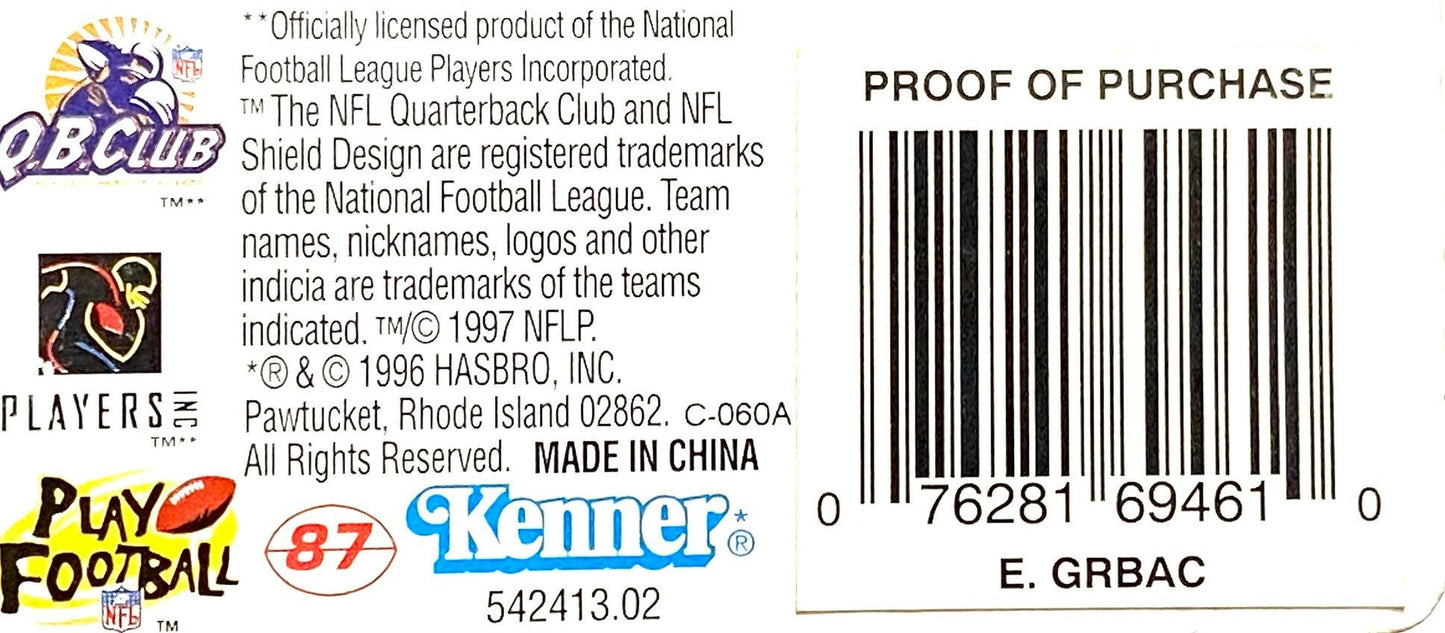 **Officially licensed product of the National
Football League Players Incorporated.
™ The NFL Quarterback Club and NFL
Shield Design are registered trademarks
of the National Football League. Team
names, nicknames, logos and other
indicia are trademarks of the teams
indicated. ™/© 1997 NFLP.
*® & © 1996 HASBRO, INC.
Pawtucket, Rhode Island 02862. C-060A
All Rights Reserved. MADE IN CHINA
NFL
Q.B.CLUB
TM**
PLAYERS INC
TM**
PLAY
FOOTBALL
NFL TM
87
Kenner*®
542413.02
PROOF OF PURCHASE
0 76281 69461 0
E. GRBAC